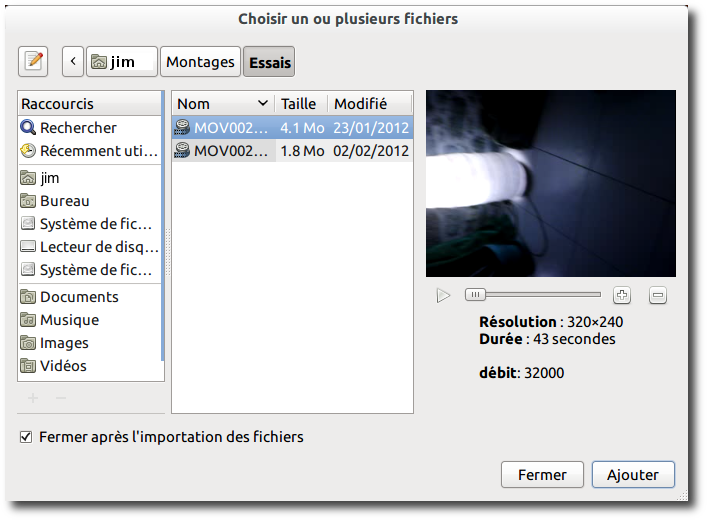 Choisir un ou plusieurs fichiers
jim Montages Essais
Raccourcis
Rechercher
Récemment uti...
jim
Bureau
Système de fic...
Lecteur de disq...
Système de fic...
Documents
Musique
Images
Vidéos
Nom Taille Modifié
MOV002... 4.1 Mo 23/01/2012
MOV002... 1.8 Mo 02/02/2012
Résolution : 320×240
Durée : 43 secondes
débit: 32000
Fermer après l'importation des fichiers
Fermer Ajouter